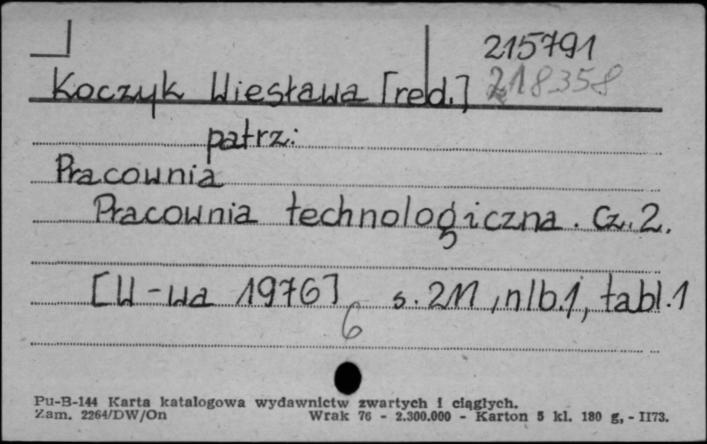 215791
Koczyk Wiesława [red.] 218358
patrz:
Pracownia
Pracownia technologiczna. Cz. 2.
[W-wa 1976] s. 211, nlb. 1, tabl. 1
6
Pu-B-144 Karta katalogowa wydawnictw zwartych i ciągłych.
Zam. 2264/DW/On Wrak 76 - 2.300.000 - Karton 5 kl. 180 g, - II73.